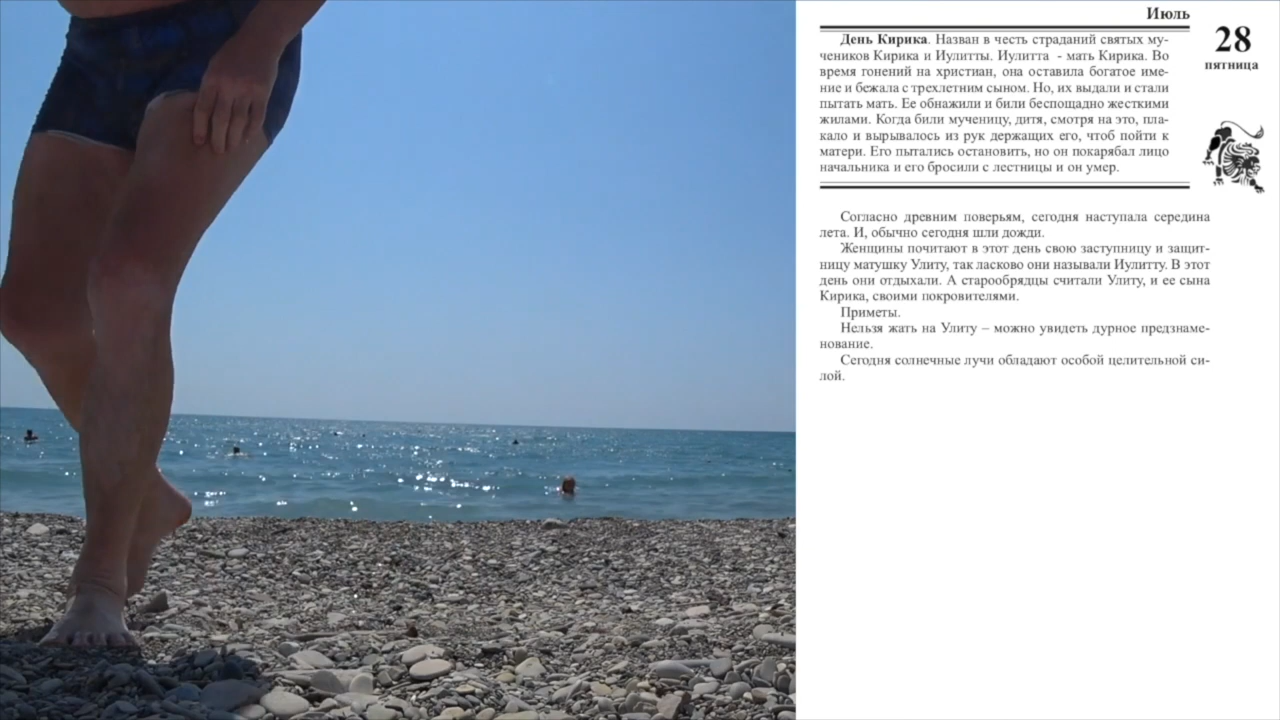 Июль
28
пятница
День Кирика. Назван в честь страданий святых му-
чеников Кирика и Иулитты. Иулитта - мать Кирика. Во
время гонений на христиан, она оставила богатое име-
ние и бежала с трехлетним сыном. Но, их выдали и стали
пытать мать. Ее обнажили и били беспощадно жесткими
жилами. Когда били мученицу, дитя, смотря на это, пла-
кало и вырывалось из рук держащих его, чтоб пойти к
матери. Его пытались остановить, но он покарябал лицо
начальника и его бросили с лестницы и он умер.
Согласно древним поверьям, сегодня наступала середина
лета. И, обычно сегодня шли дожди.
Женщины почитают в этот день свою заступницу и защит-
ницу матушку Улиту, так ласково они называли Иулитту. В этот
день они отдыхали. А старообрядцы считали Улиту, и ее сына
Кирика, своими покровителями.
Приметы.
Нельзя жать на Улиту – можно увидеть дурное предзнаме-
нование.
Сегодня солнечные лучи обладают особой целительной си-
лой.